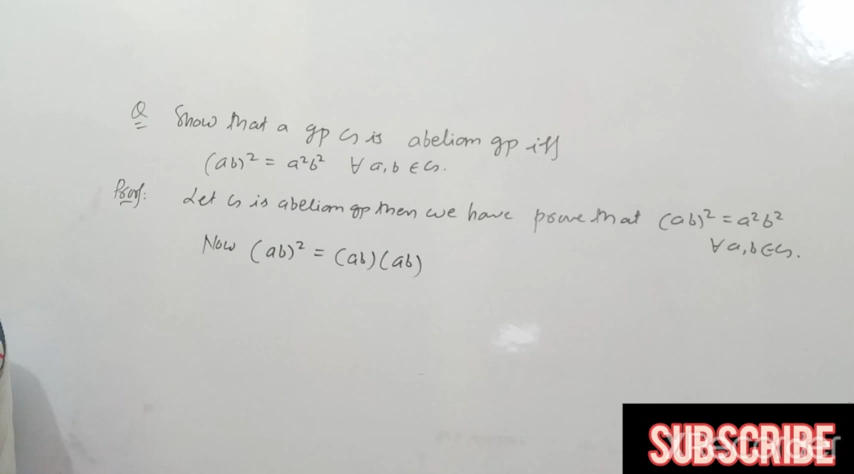 Q Show that a gp G is abelian gp iff
(ab)² = a²b² ∀ a, b ∈ G.
Proof: Let G is abelian gp then we have prove that (ab)² = a²b²
∀ a, b ∈ G.
Now (ab)² = (ab)(ab)
SUBSCRIBE